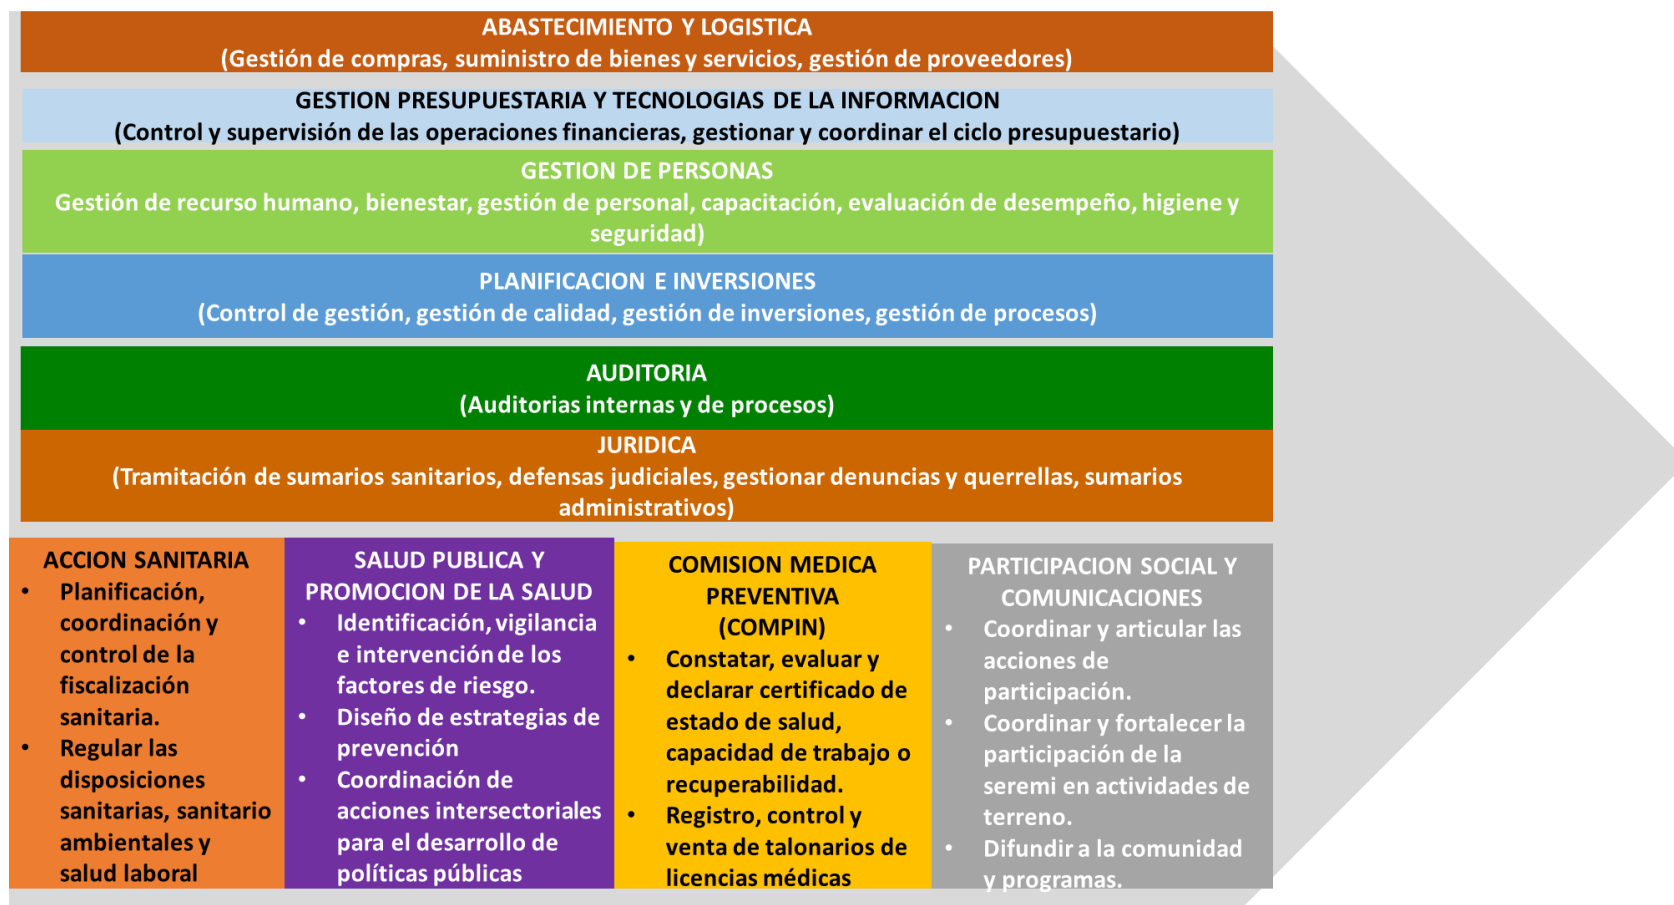 ABASTECIMIENTO Y LOGISTICA
(Gestión de compras, suministro de bienes y servicios, gestión de proveedores)
GESTION PRESUPUESTARIA Y TECNOLOGIAS DE LA INFORMACION
(Control y supervisión de las operaciones financieras, gestionar y coordinar el ciclo presupuestario)
GESTION DE PERSONAS
Gestión de recurso humano, bienestar, gestión de personal, capacitación, evaluación de desempeño, higiene y
seguridad)
PLANIFICACION E INVERSIONES
(Control de gestión, gestión de calidad, gestión de inversiones, gestión de procesos)
AUDITORIA
(Auditorias internas y de procesos)
JURIDICA
(Tramitación de sumarios sanitarios, defensas judiciales, gestionar denuncias y querrellas, sumarios
administrativos)
ACCION SANITARIA
• Planificación,
coordinación y
control de la
fiscalización
sanitaria.
• Regular las
disposiciones
sanitarias, sanitario
ambientales y
salud laboral
SALUD PUBLICA Y
PROMOCION DE LA SALUD
• Identificación, vigilancia
e intervención de los
factores de riesgo.
• Diseño de estrategias de
prevención
• Coordinación de
acciones intersectoriales
para el desarrollo de
políticas públicas
COMISION MEDICA
PREVENTIVA
(COMPIN)
• Constatar, evaluar y
declarar certificado de
estado de salud,
capacidad de trabajo o
recuperabilidad.
• Registro, control y
venta de talonarios de
licencias médicas
PARTICIPACION SOCIAL Y
COMUNICACIONES
• Coordinar y articular las
acciones de
participación.
• Coordinar y fortalecer la
participación de la
seremi en actividades de
terreno.
• Difundir a la comunidad
y programas.